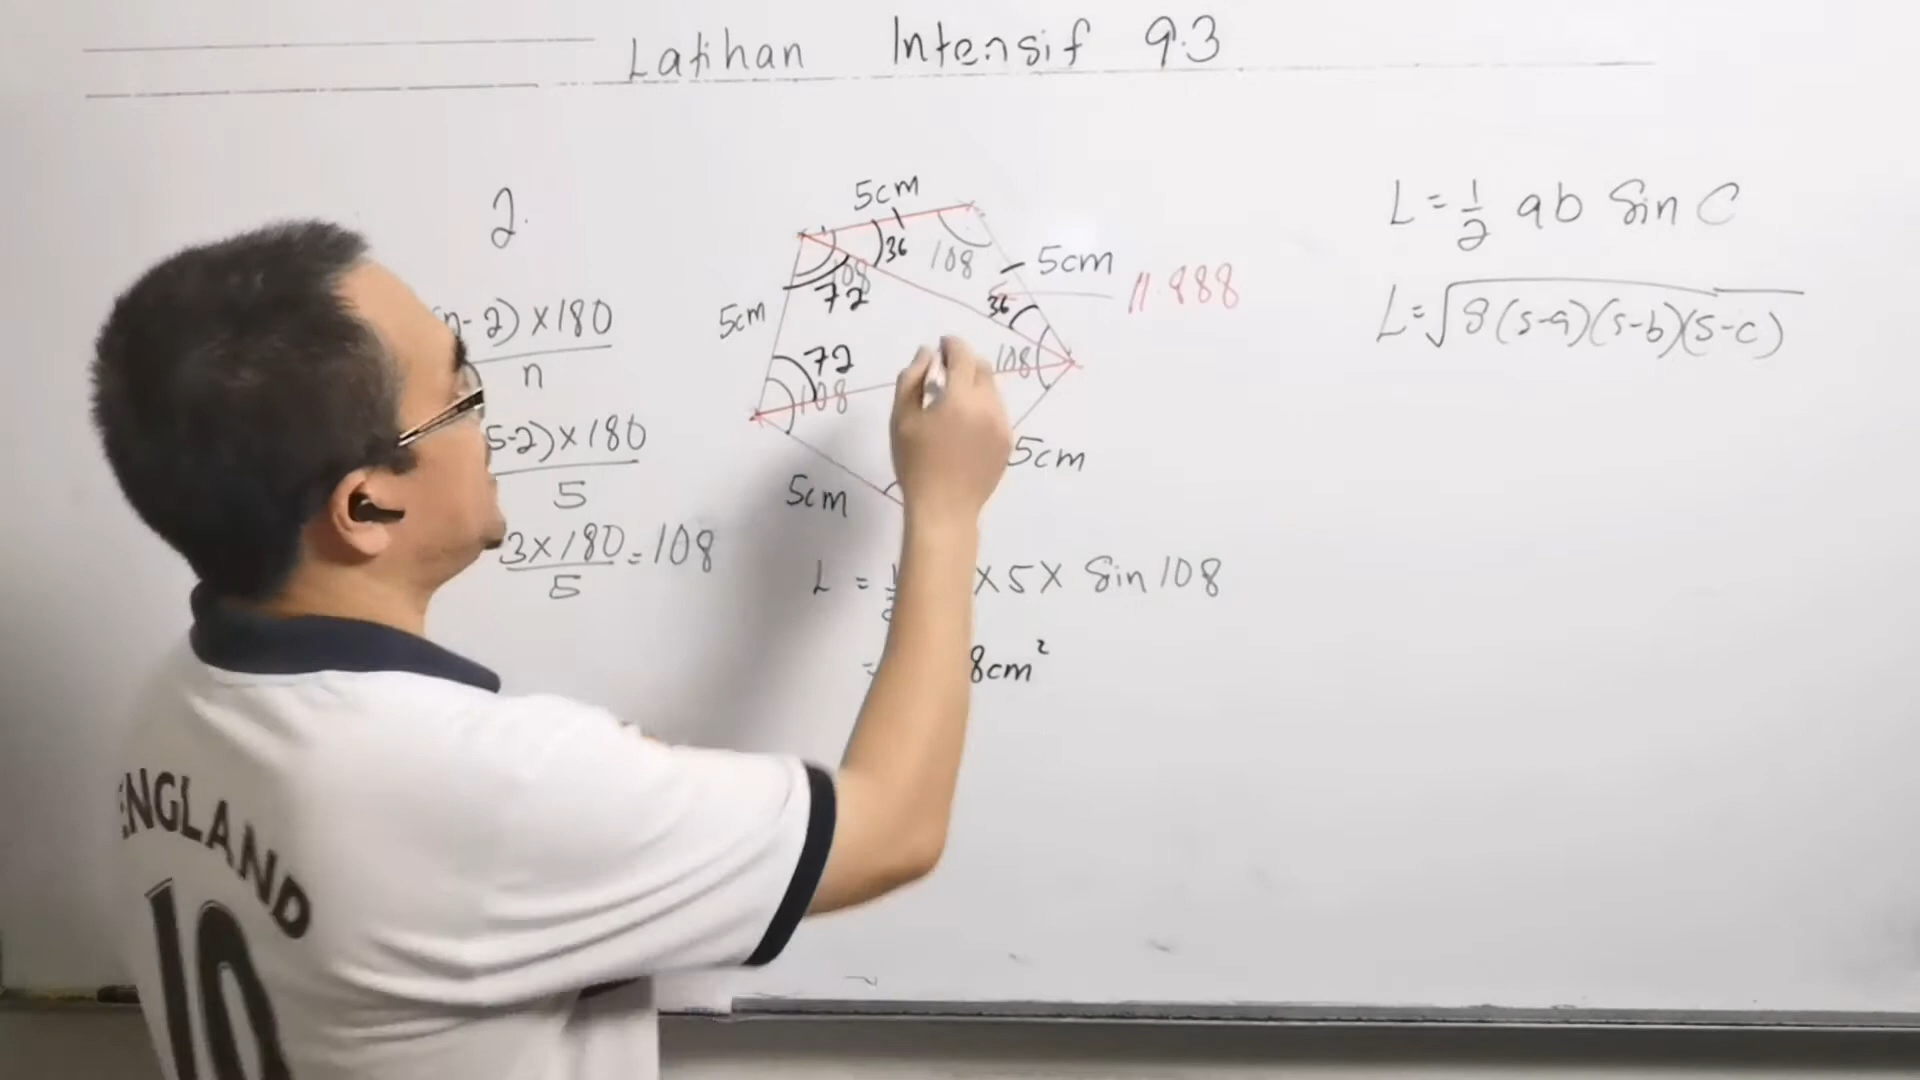 Latihan Intensif 9.3
2.
n-2)×180
n
5-2)×180
5
3×180 = 108
5
5cm
36
108
108
72
5cm
5cm
11.888
36
72
108
108
5cm
5cm
L = × 5 × Sin 108
= 8cm²
L = 1/2 ab Sin C
L = √8(s-a)(s-b)(s-c)
ENGLAND
10